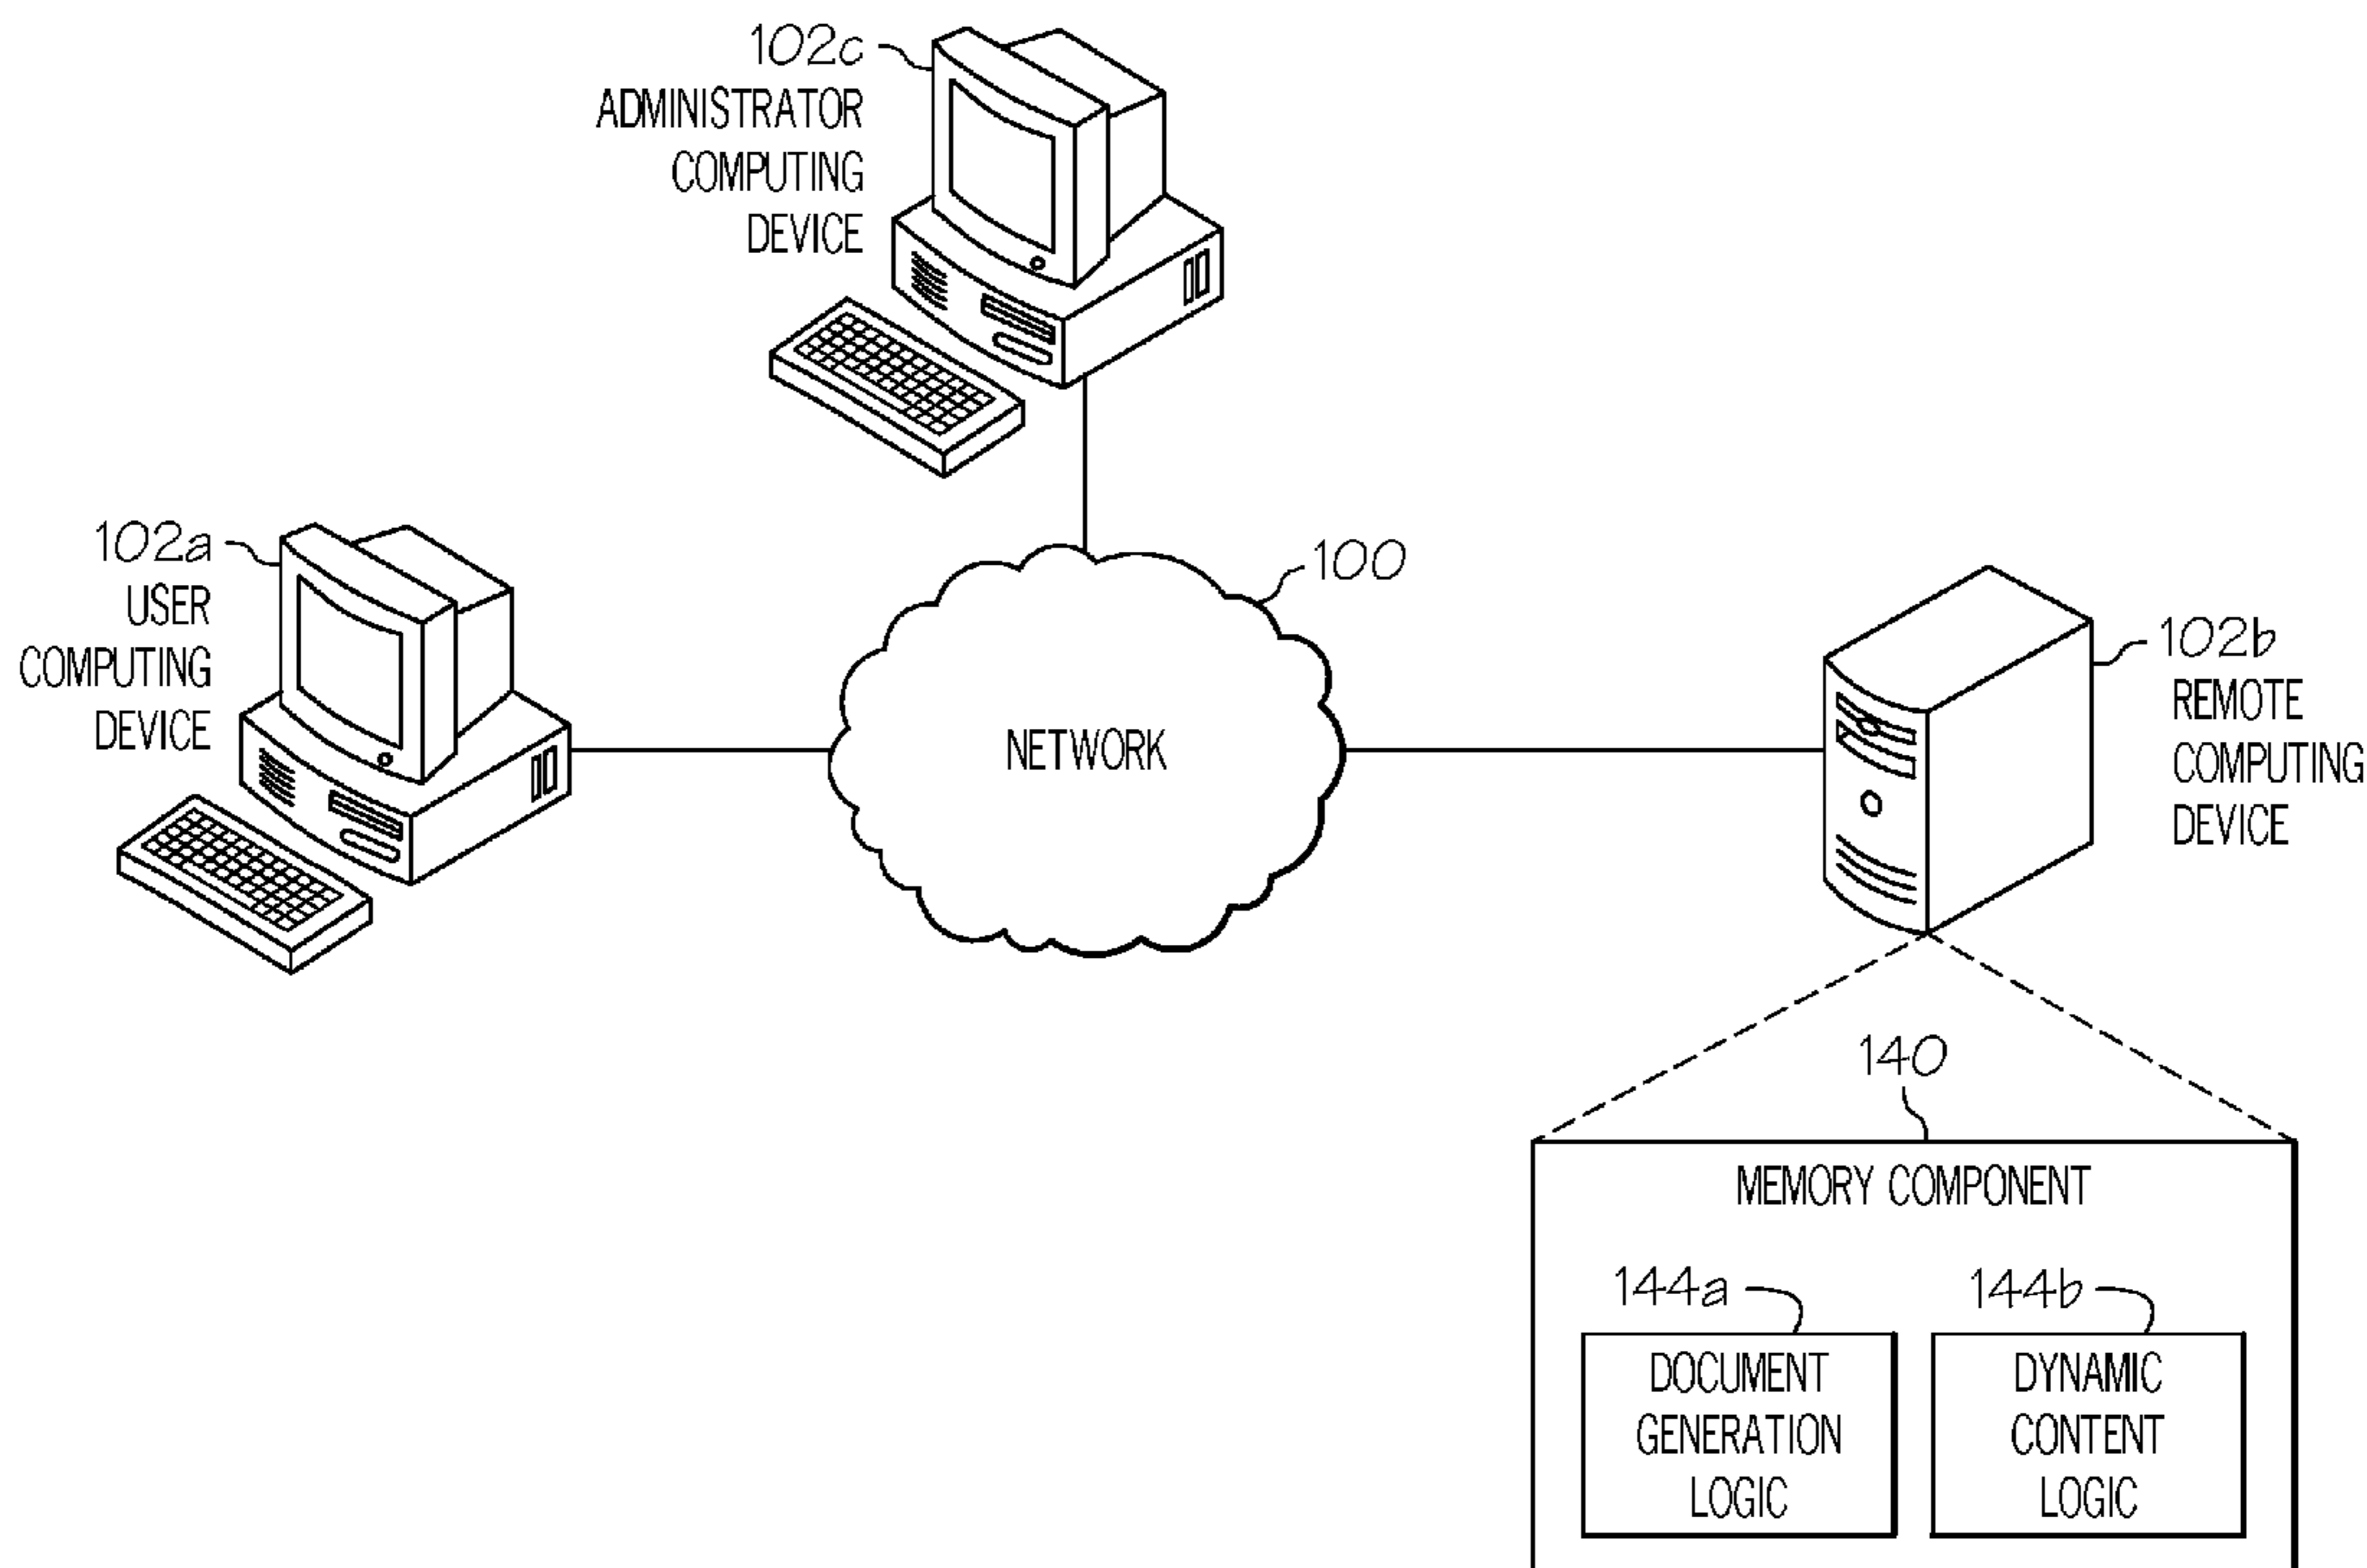 102c
ADMINISTRATOR
COMPUTING
DEVICE
102a
USER
COMPUTING
DEVICE
100
NETWORK
102b
REMOTE
COMPUTING
DEVICE
140
MEMORY COMPONENT
144a
DOCUMENT
GENERATION
LOGIC
144b
DYNAMIC
CONTENT
LOGIC